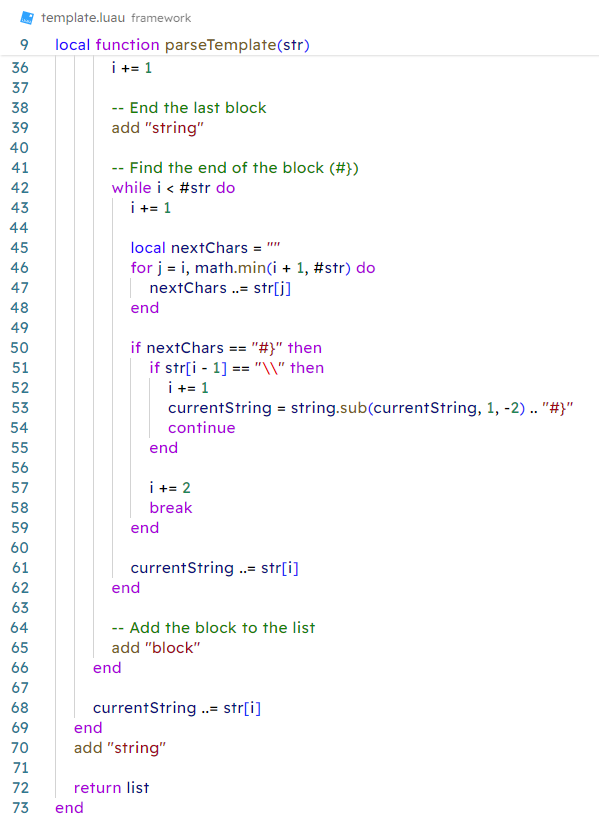 template.luau framework
9 local function parseTemplate(str)
36 i += 1
37
38 -- End the last block
39 add "string"
40
41 -- Find the end of the block (#})
42 while i < #str do
43 i += 1
44
45 local nextChars = ""
46 for j = i, math.min(i + 1, #str) do
47 nextChars ..= str[j]
48 end
49
50 if nextChars == "#}" then
51 if str[i - 1] == "\\" then
52 i += 1
53 currentString = string.sub(currentString, 1, -2) .. "#}"
54 continue
55 end
56
57 i += 2
58 break
59 end
60
61 currentString ..= str[i]
62 end
63
64 -- Add the block to the list
65 add "block"
66 end
67
68 currentString ..= str[i]
69 end
70 add "string"
71
72 return list
73 end